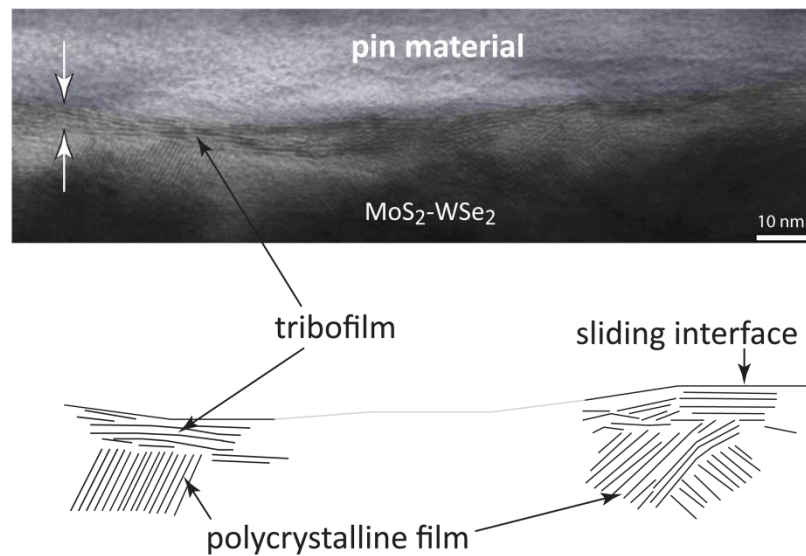 pin material
MoS₂-WSe₂
10 nm
tribofilm
sliding interface
polycrystalline film